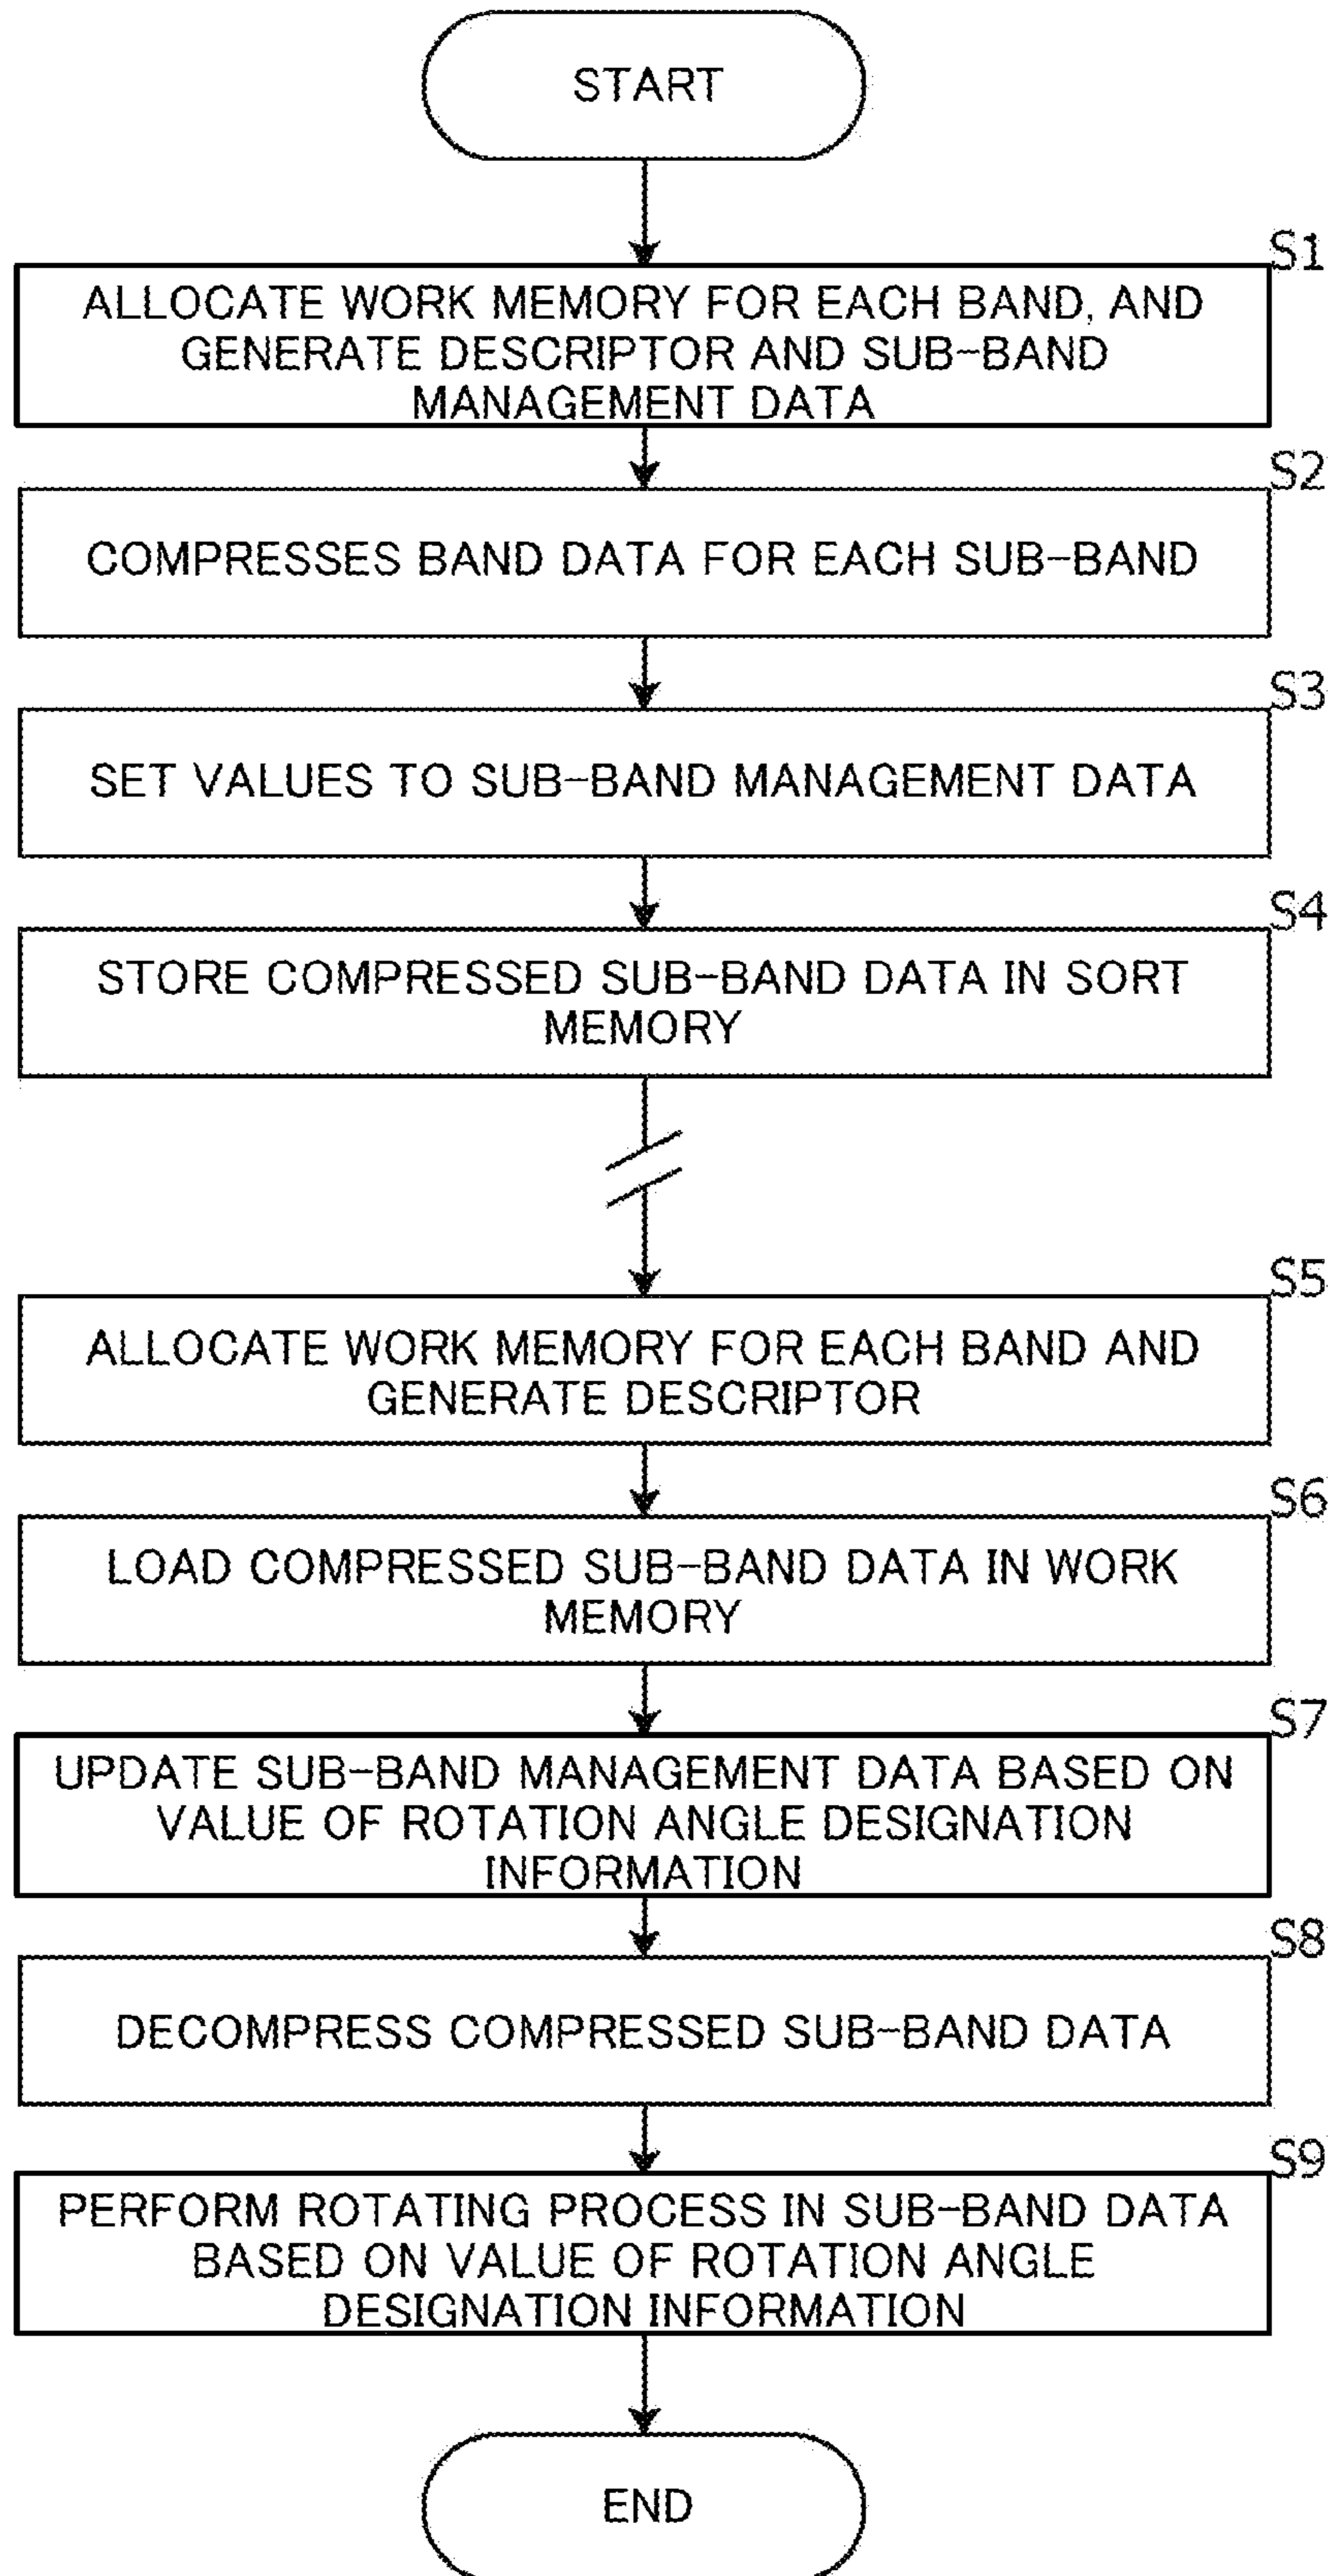 START
S1
ALLOCATE WORK MEMORY FOR EACH BAND, AND
GENERATE DESCRIPTOR AND SUB-BAND
MANAGEMENT DATA
S2
COMPRESSES BAND DATA FOR EACH SUB-BAND
S3
SET VALUES TO SUB-BAND MANAGEMENT DATA
S4
STORE COMPRESSED SUB-BAND DATA IN SORT
MEMORY
S5
ALLOCATE WORK MEMORY FOR EACH BAND AND
GENERATE DESCRIPTOR
S6
LOAD COMPRESSED SUB-BAND DATA IN WORK
MEMORY
S7
UPDATE SUB-BAND MANAGEMENT DATA BASED ON
VALUE OF ROTATION ANGLE DESIGNATION
INFORMATION
S8
DECOMPRESS COMPRESSED SUB-BAND DATA
S9
PERFORM ROTATING PROCESS IN SUB-BAND DATA
BASED ON VALUE OF ROTATION ANGLE
DESIGNATION INFORMATION
END